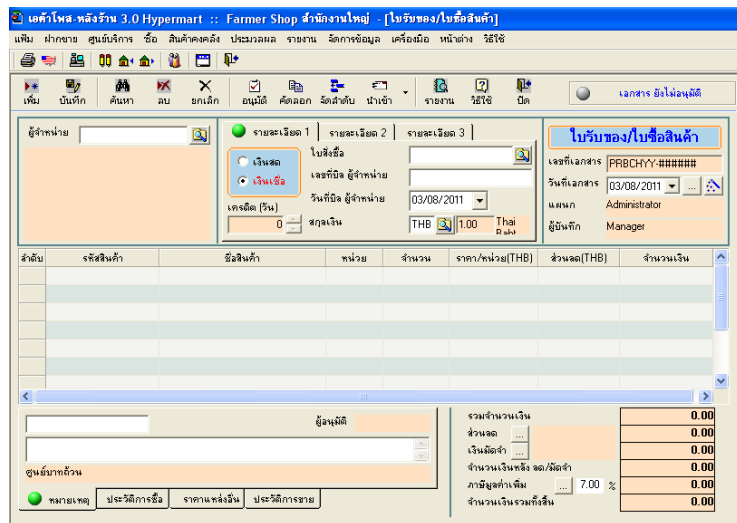 เอค้าโพส-หลังร้าน 3.0 Hypermart :: Farmer Shop สำนักงานใหญ่ - [ใบรับของ/ใบซื้อสินค้า]
แฟ้ม ฝากขาย ศูนย์บริการ ซื้อ สินค้าคงคลัง ประมวลผล รายงาน จัดการข้อมูล เครื่องมือ หน้าต่าง วิธีใช้
เพิ่ม บันทึก ค้นหา ลบ ยกเลิก อนุมัติ คัดลอก จัดลำดับ นำเข้า รายงาน วิธีใช้ ปิด เอกสาร ยังไม่อนุมัติ
ผู้จำหน่าย
รายละเอียด 1 รายละเอียด 2 รายละเอียด 3
เงินสด
เงินเชื่อ
เครดิต (วัน)
0
ใบสั่งซื้อ
เลขที่บิล ผู้จำหน่าย
วันที่บิล ผู้จำหน่าย 03/08/2011
สกุลเงิน THB 1.00 Thai Baht
ใบรับของ/ใบซื้อสินค้า
เลขที่เอกสาร PRBCHYY-######
วันที่เอกสาร 03/08/2011 ...
แผนก Administrator
ผู้บันทึก Manager
ลำดับ รหัสสินค้า ชื่อสินค้า หน่วย จำนวน ราคา/หน่วย(THB) ส่วนลด(THB) จำนวนเงิน
ผู้อนุมัติ
ศูนย์บาทถ้วน
หมายเหตุ ประวัติการซื้อ ราคาแหล่งอื่น ประวัติการขาย
รวมจำนวนเงิน 0.00
ส่วนลด ... 0.00
เงินมัดจำ ... 0.00
จำนวนเงินหลัง ลด/มัดจำ 0.00
ภาษีมูลค่าเพิ่ม ... 7.00 % 0.00
จำนวนเงินรวมทั้งสิ้น 0.00